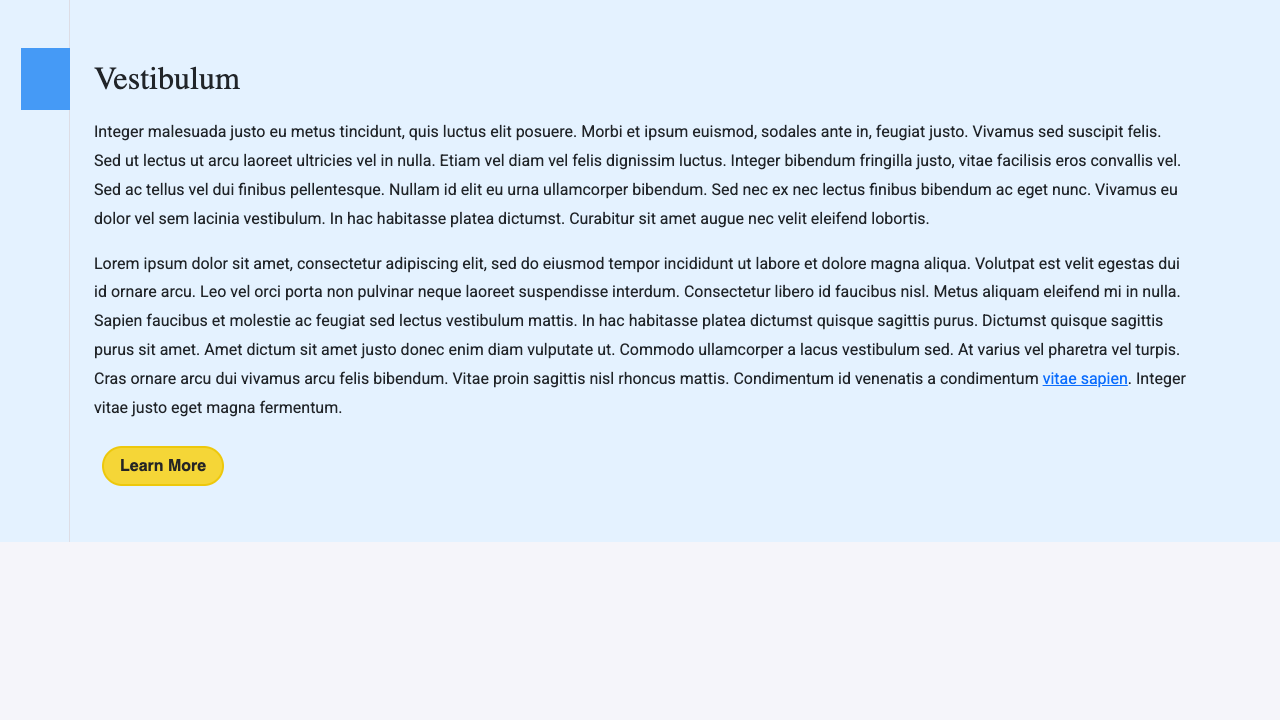 Vestibulum
Integer malesuada justo eu metus tincidunt, quis luctus elit posuere. Morbi et ipsum euismod, sodales ante in, feugiat justo. Vivamus sed suscipit felis.
Sed ut lectus ut arcu laoreet ultricies vel in nulla. Etiam vel diam vel felis dignissim luctus. Integer bibendum fringilla justo, vitae facilisis eros convallis vel.
Sed ac tellus vel dui finibus pellentesque. Nullam id elit eu urna ullamcorper bibendum. Sed nec ex nec lectus finibus bibendum ac eget nunc. Vivamus eu
dolor vel sem lacinia vestibulum. In hac habitasse platea dictumst. Curabitur sit amet augue nec velit eleifend lobortis.
Lorem ipsum dolor sit amet, consectetur adipiscing elit, sed do eiusmod tempor incididunt ut labore et dolore magna aliqua. Volutpat est velit egestas dui
id ornare arcu. Leo vel orci porta non pulvinar neque laoreet suspendisse interdum. Consectetur libero id faucibus nisl. Metus aliquam eleifend mi in nulla.
Sapien faucibus et molestie ac feugiat sed lectus vestibulum mattis. In hac habitasse platea dictumst quisque sagittis purus. Dictumst quisque sagittis
purus sit amet. Amet dictum sit amet justo donec enim diam vulputate ut. Commodo ullamcorper a lacus vestibulum sed. At varius vel pharetra vel turpis.
Cras ornare arcu dui vivamus arcu felis bibendum. Vitae proin sagittis nisl rhoncus mattis. Condimentum id venenatis a condimentum vitae sapien. Integer
vitae justo eget magna fermentum.
Learn More